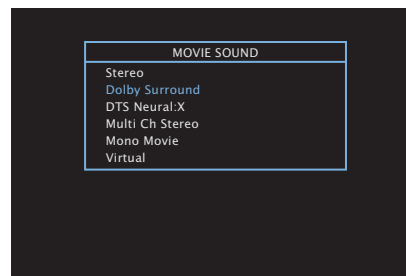 MOVIE SOUND
Stereo
Dolby Surround
DTS Neural:X
Multi Ch Stereo
Mono Movie
Virtual